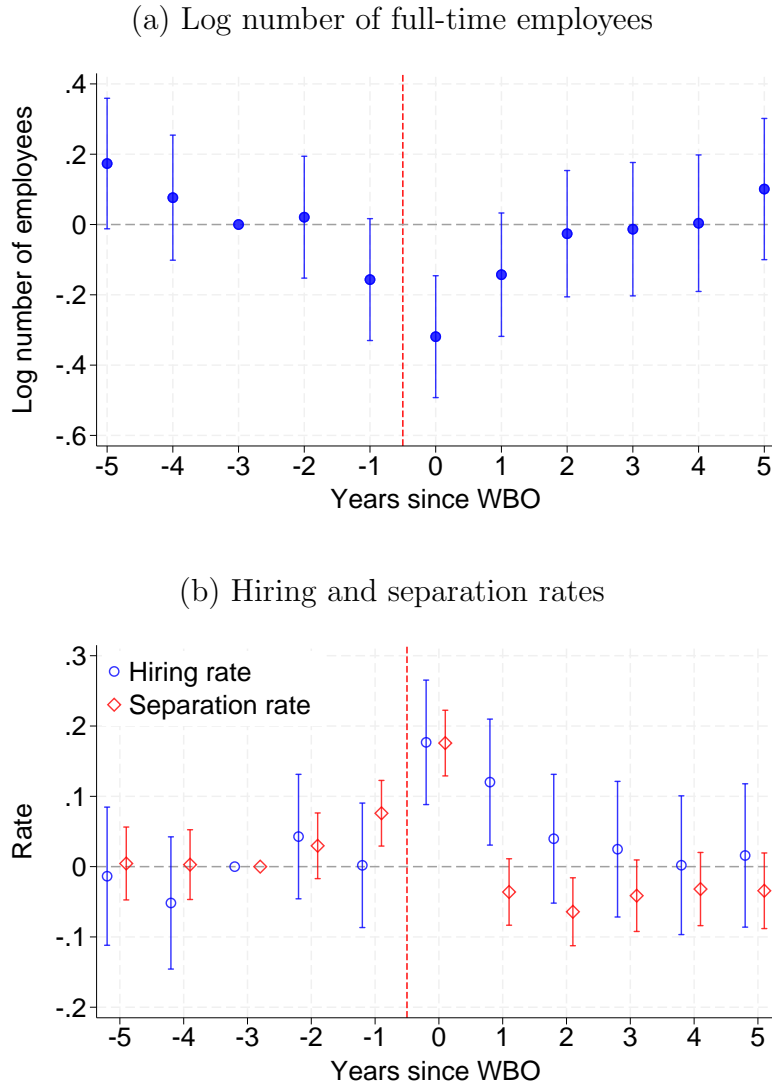 (a) Log number of full-time employees
Log number of employees
.4
.2
0
-.2
-.4
-.6
-5 -4 -3 -2 -1 0 1 2 3 4 5
Years since WBO
(b) Hiring and separation rates
Hiring rate
Separation rate
Rate
.3
.2
.1
0
-.1
-.2
-5 -4 -3 -2 -1 0 1 2 3 4 5
Years since WBO